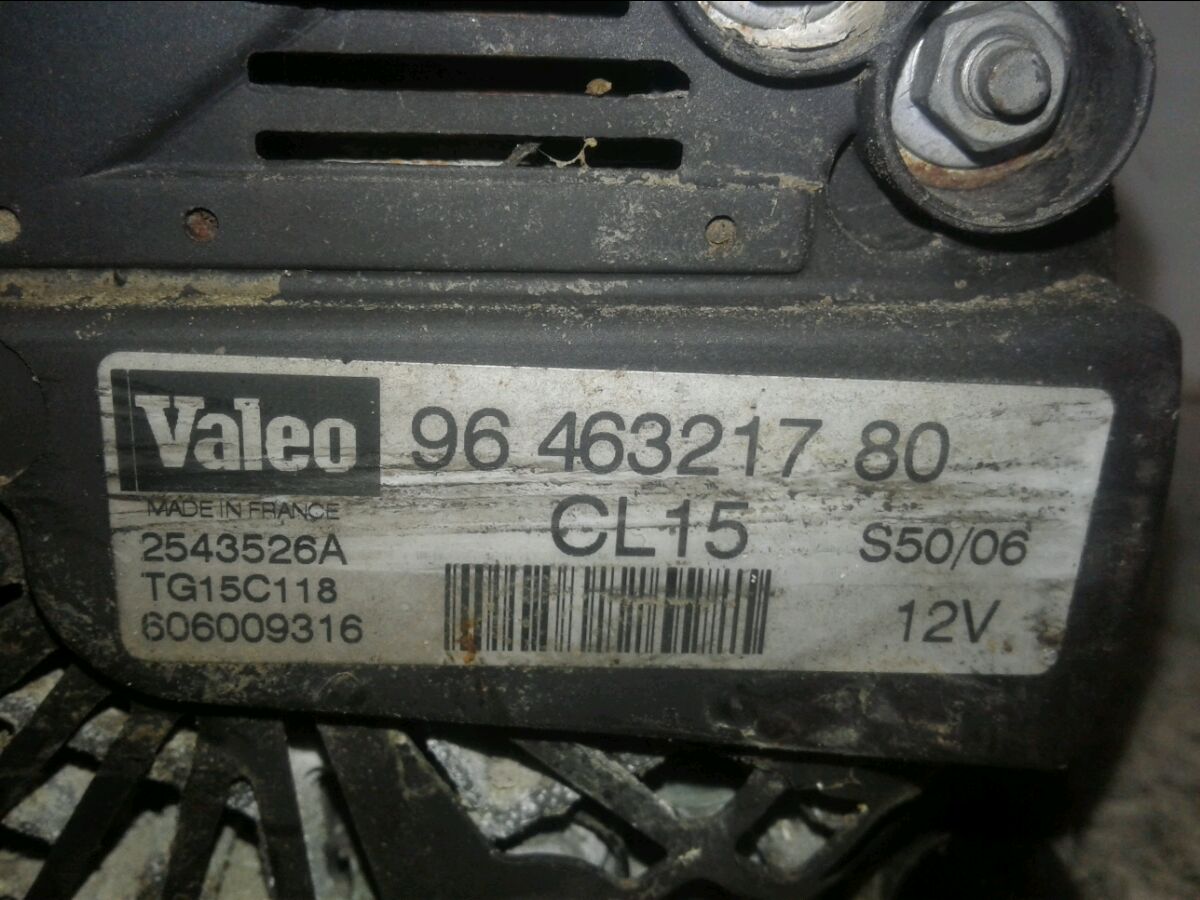 Valeo 96 463217 80
MADE IN FRANCE
CL15 S50/06
2543526A
TG15C118
606009316 12V